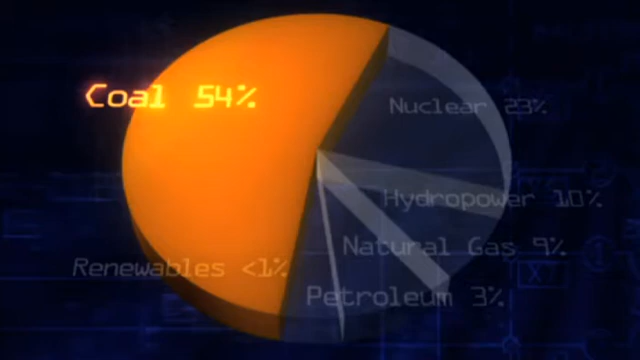 Coal 54%
Nuclear 23%
Hydropower 10%
Natural Gas 9%
Renewables <1%
Petroleum 3%